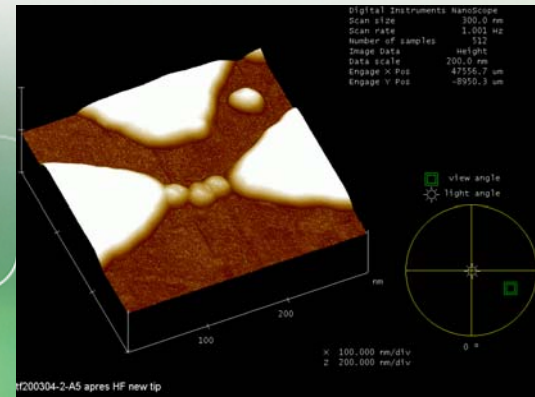 Digital Instruments NanoScope
Scan size 300.0 nm
Scan rate 1.001 Hz
Number of samples 512
Image Data Height
Data scale 200.0 nm
Engage X Pos 47556.7 um
Engage Y Pos -8950.3 um
view angle
light angle
nm
200
100
X 100.000 nm/div
Z 200.000 nm/div
0 °
tf200304-2-A5 apres HF new tip